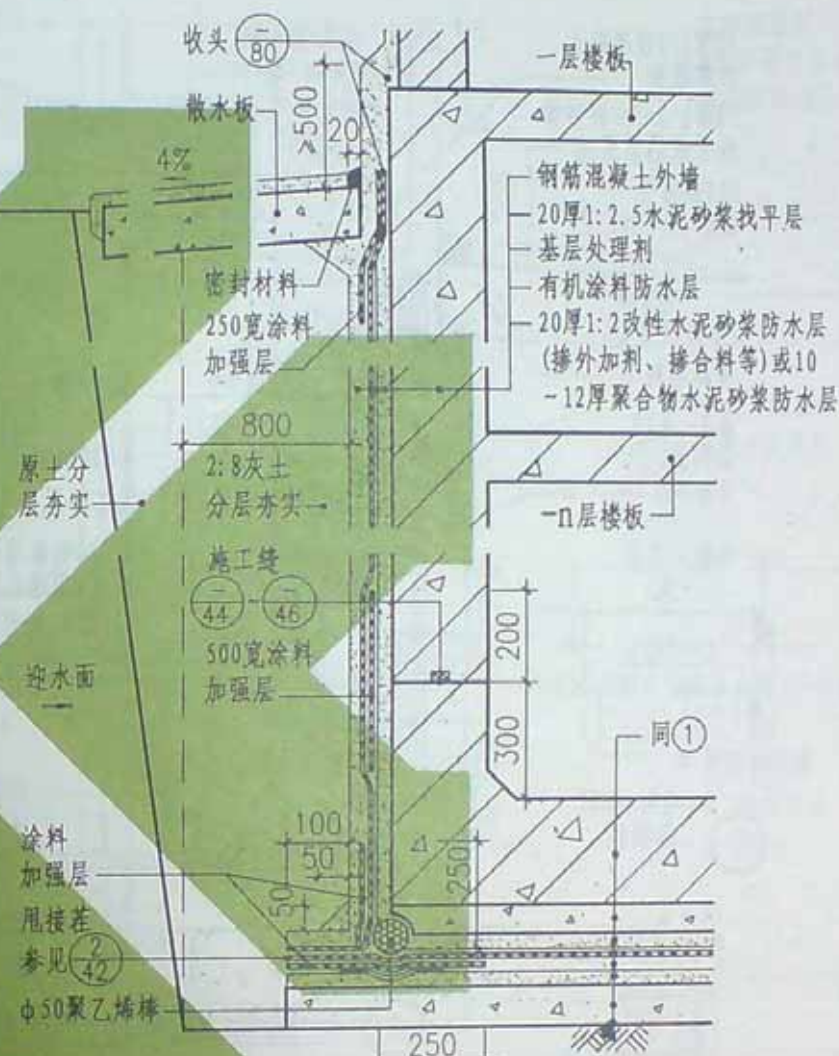 收头 — 80
一层楼板
散水板
≥500
20
4%
钢筋混凝土外墙
20厚1:2.5水泥砂浆找平层
基层处理剂
有机涂料防水层
20厚1:2改性水泥砂浆防水层
(掺外加剂、掺合料等)或10
~12厚聚合物水泥砂浆防水层
密封材料
250宽涂料
加强层
800
原土分
层夯实
2:8灰土
分层夯实
-n层楼板
施工缝
— 44 - — 46
200
500宽涂料
加强层
迎水面
300
同①
100
涂料
加强层
50
250
50
甩接茬
参见 2 42
ф50聚乙烯棒
250